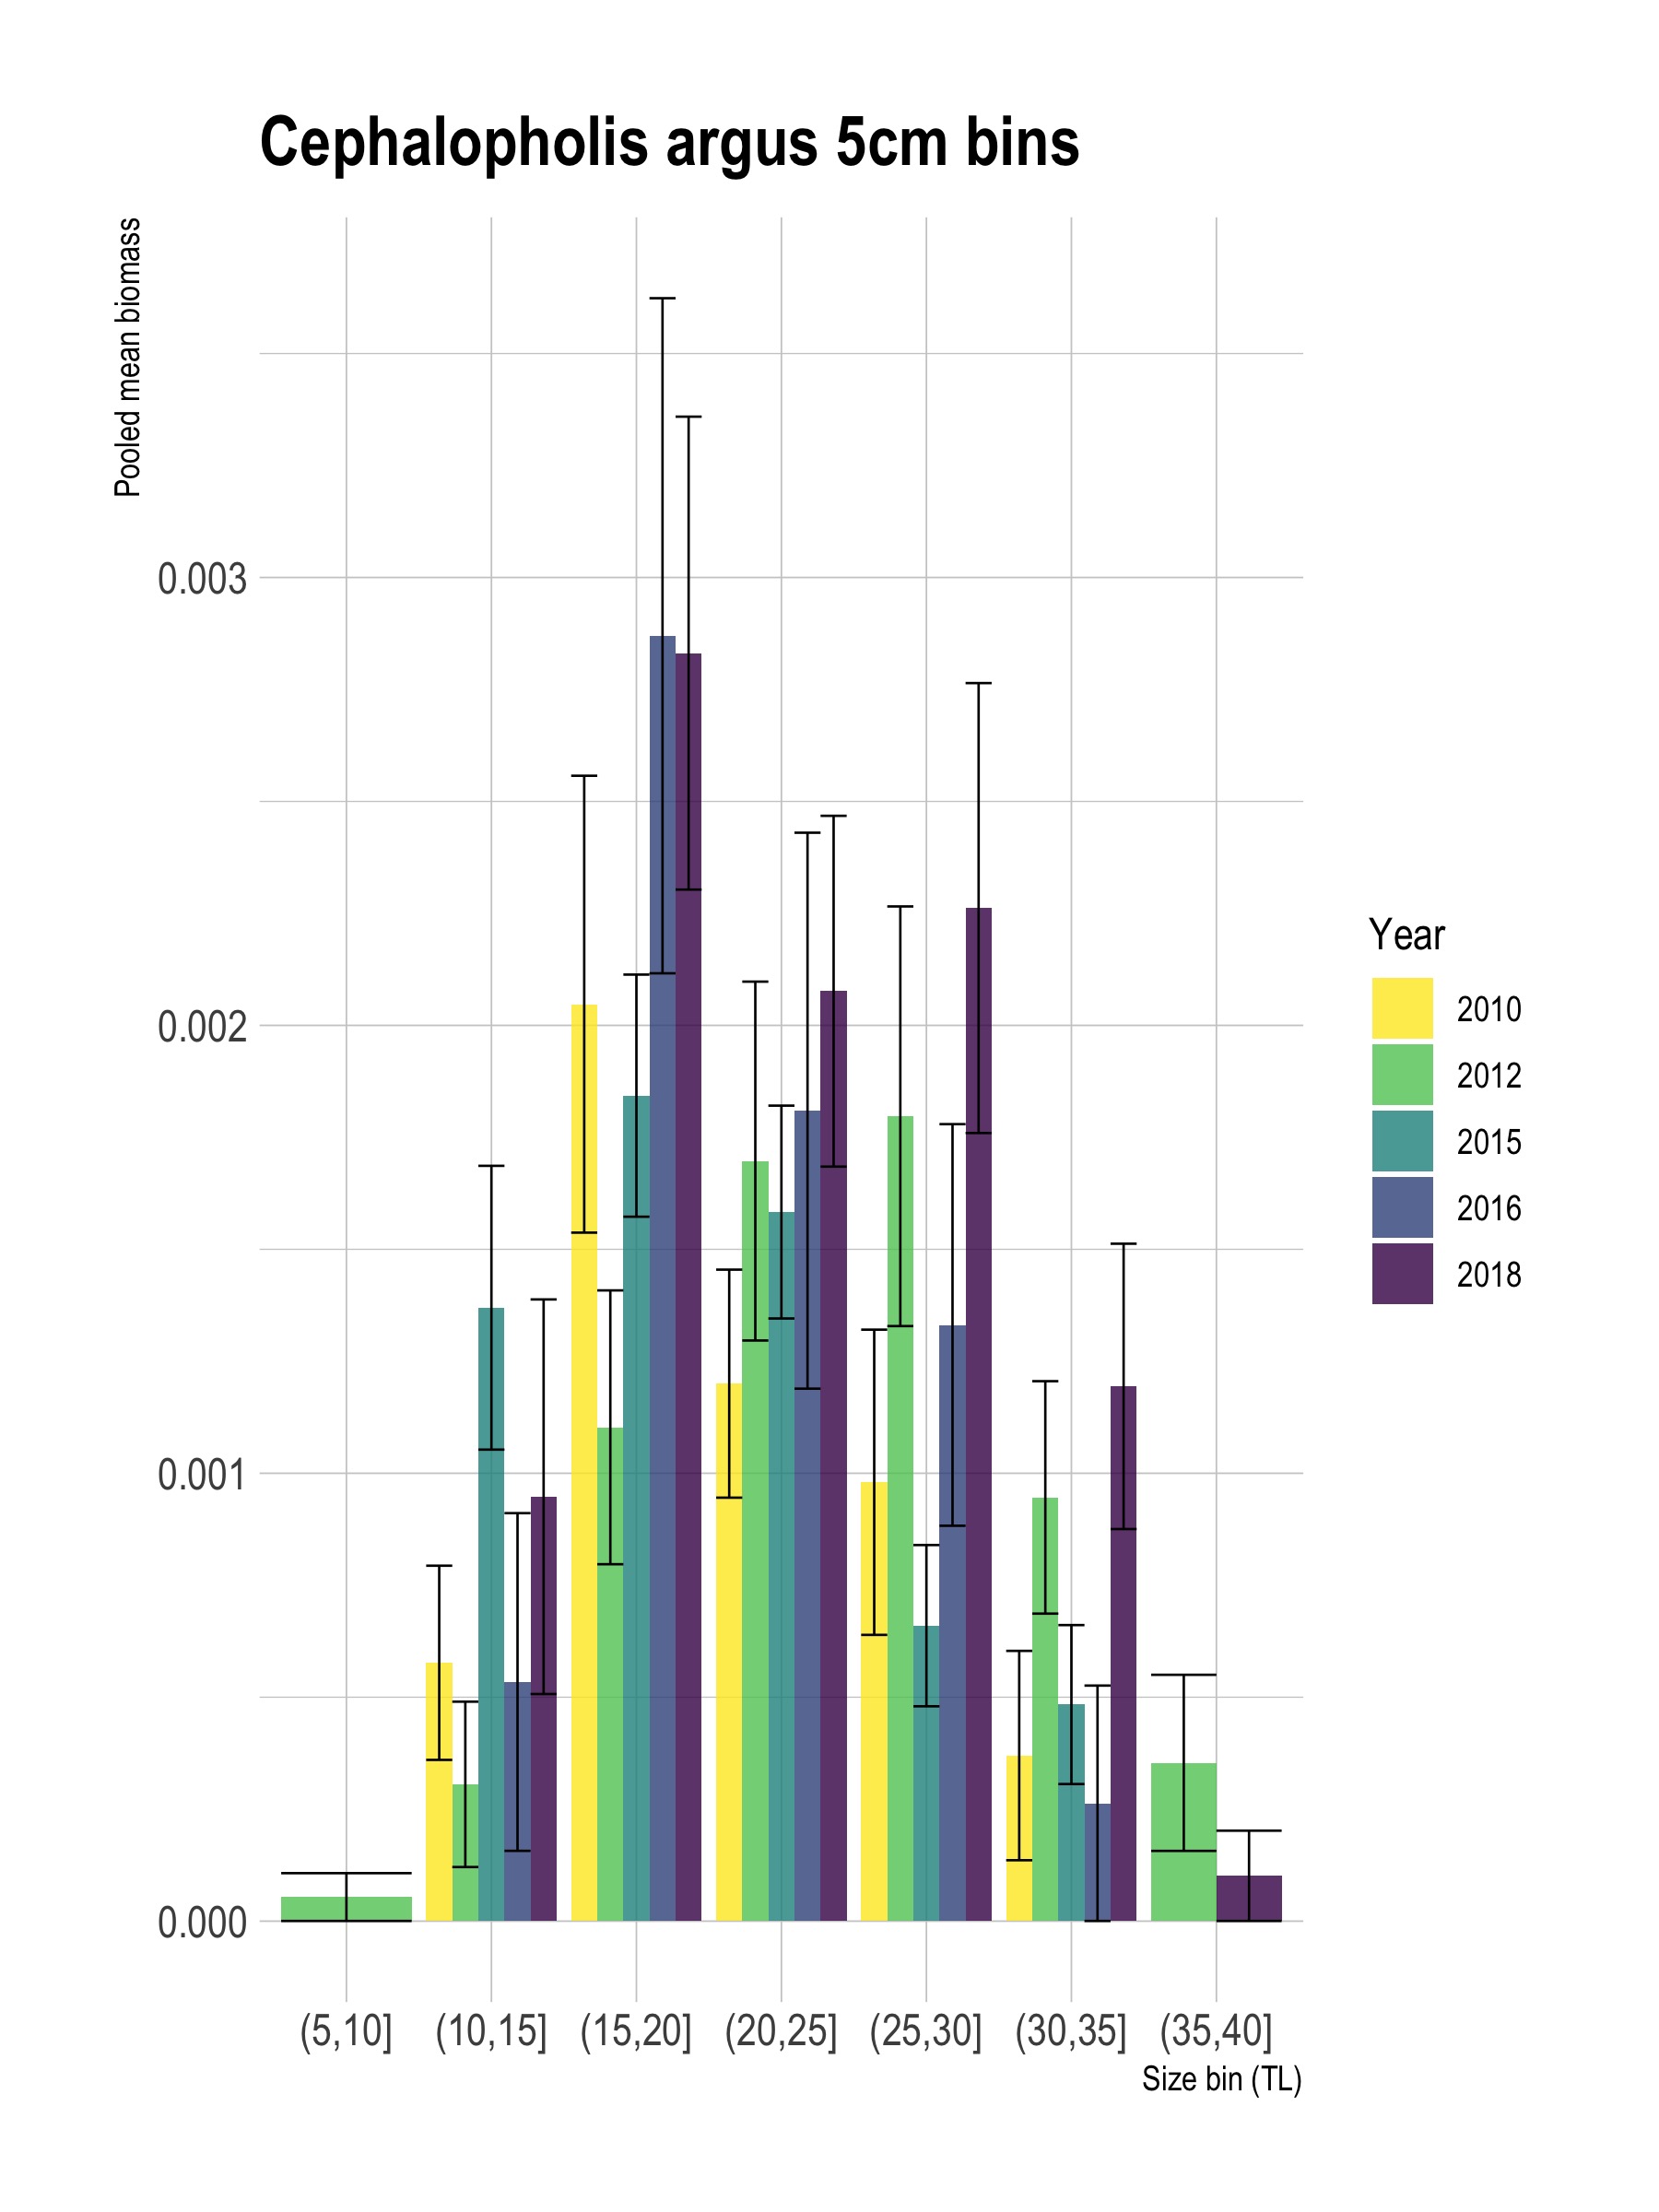 Cephalopholis argus 5cm bins
Pooled mean biomass
0.003
0.002
0.001
0.000
(5,10] (10,15] (15,20] (20,25] (25,30] (30,35] (35,40]
Size bin (TL)
Year
2010
2012
2015
2016
2018